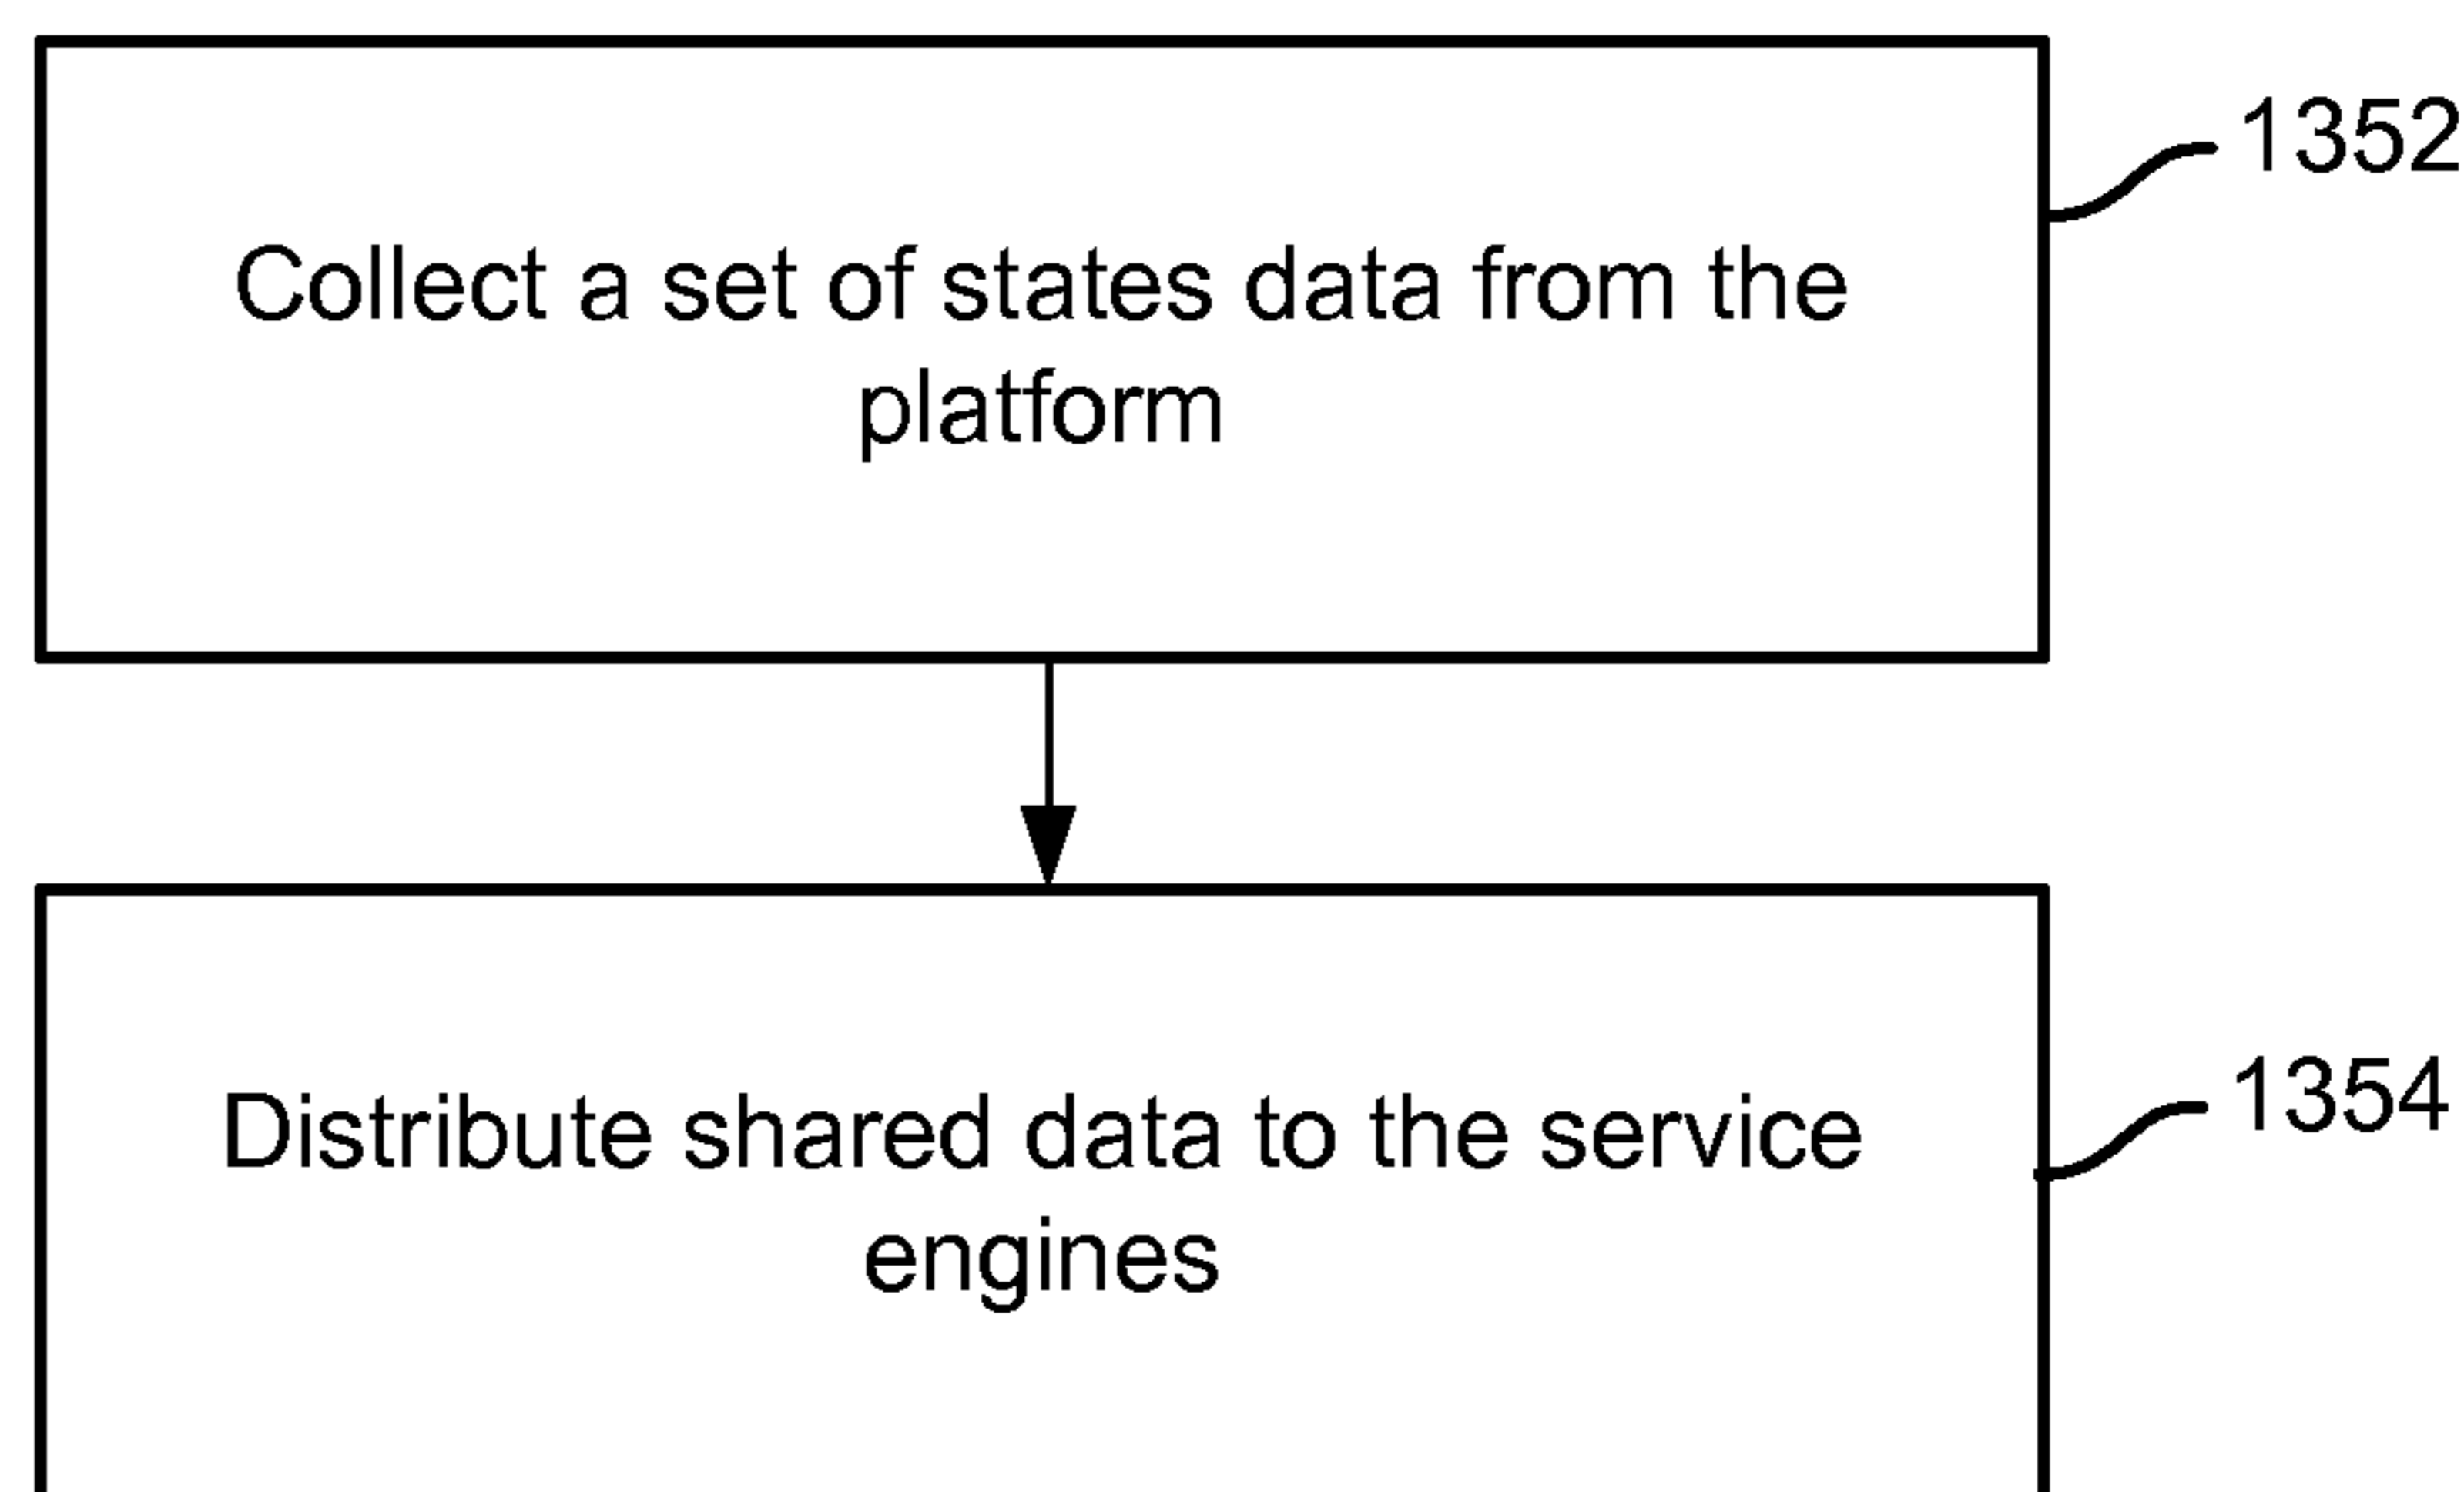 1352
Collect a set of states data from the
platform
1354
Distribute shared data to the service
engines